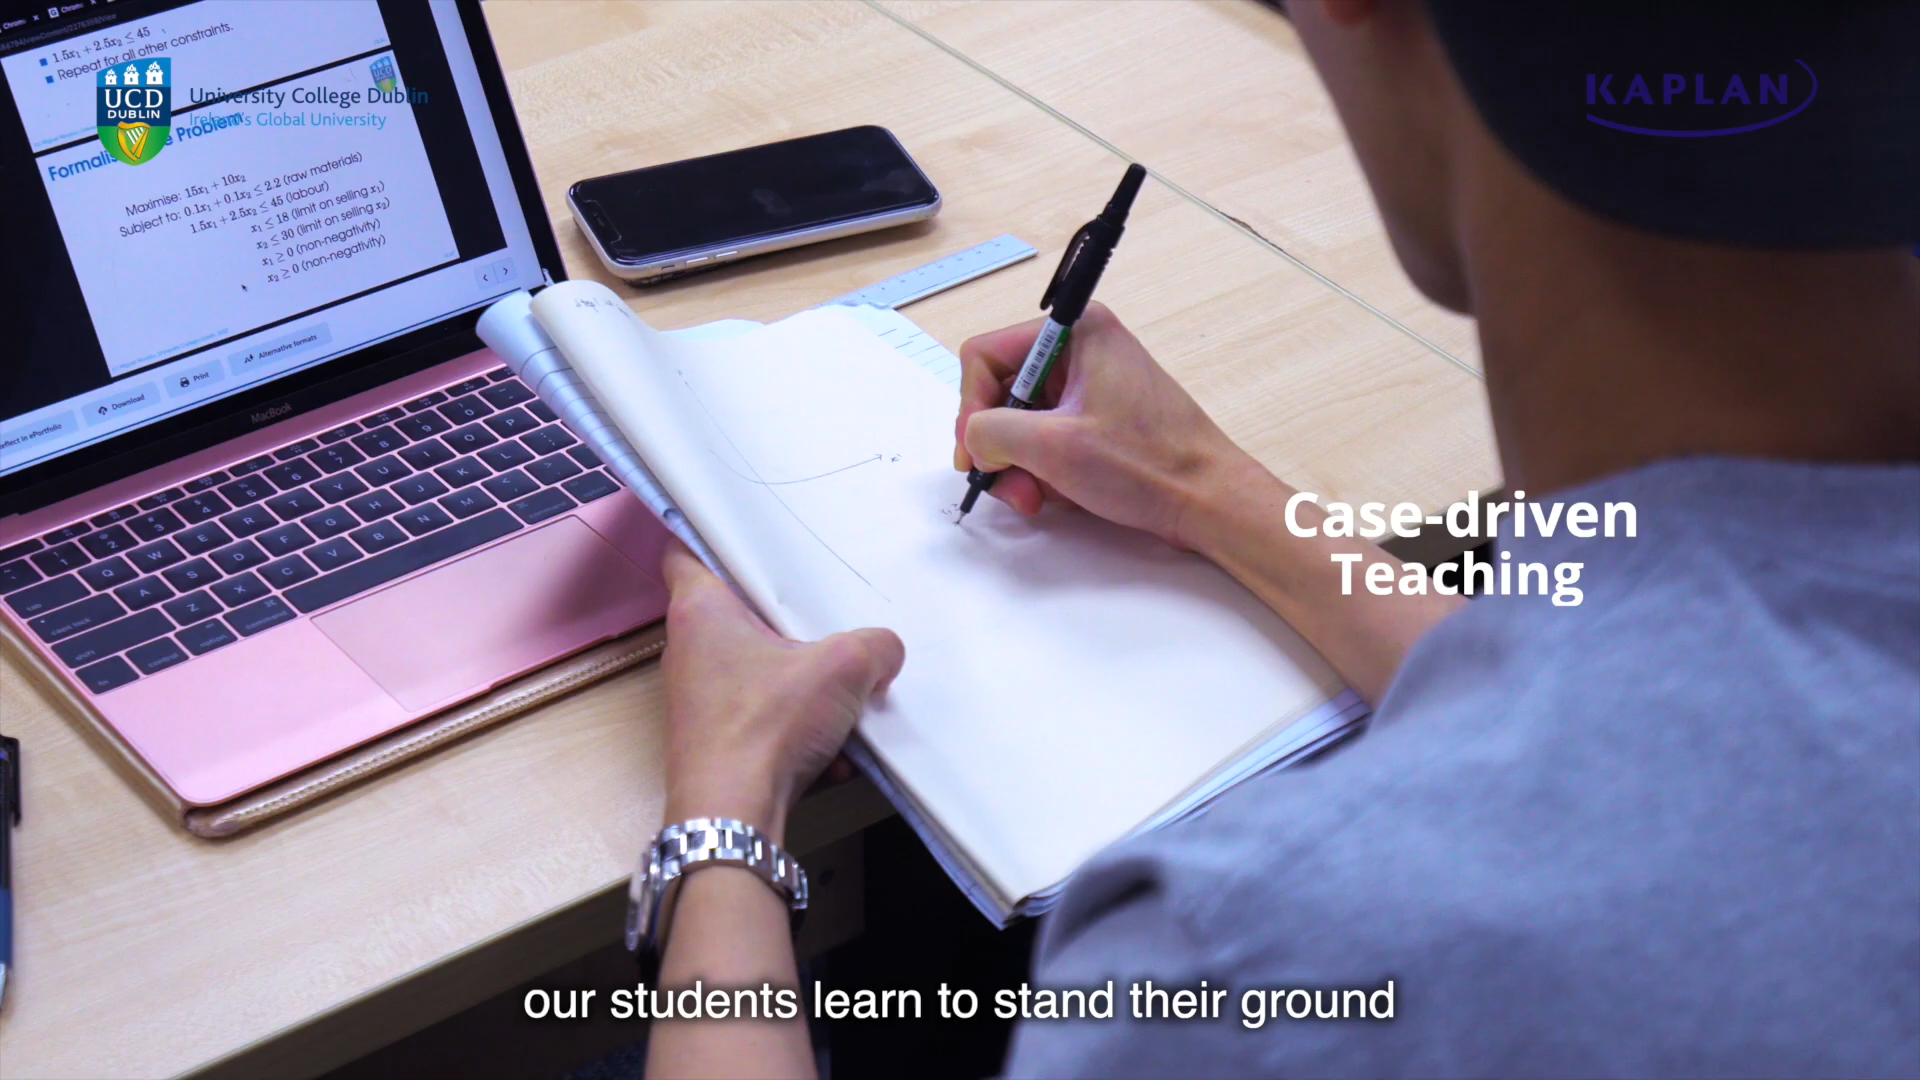 1.5x₁ + 2.5x₂ ≤ 45
Repeat for all other constraints.
UCD
DUBLIN
University College Dublin
Ireland's Global University
KAPLAN
Problem
Maximise: 15x₁ + 10x₂
Subject to: 0.1x₁ + 0.1x₂ ≤ 2.2 (raw materials)
1.5x₁ + 2.5x₂ ≤ 45 (labour)
x₁ ≤ 18 (limit on selling x₁)
x₂ ≤ 30 (limit on selling x₂)
x₁ ≥ 0 (non-negativity)
x₂ ≥ 0 (non-negativity)
Reflect in ePortfolio
Download
Print
Alternative formats
MacBook
Case-driven
Teaching
our students learn to stand their ground